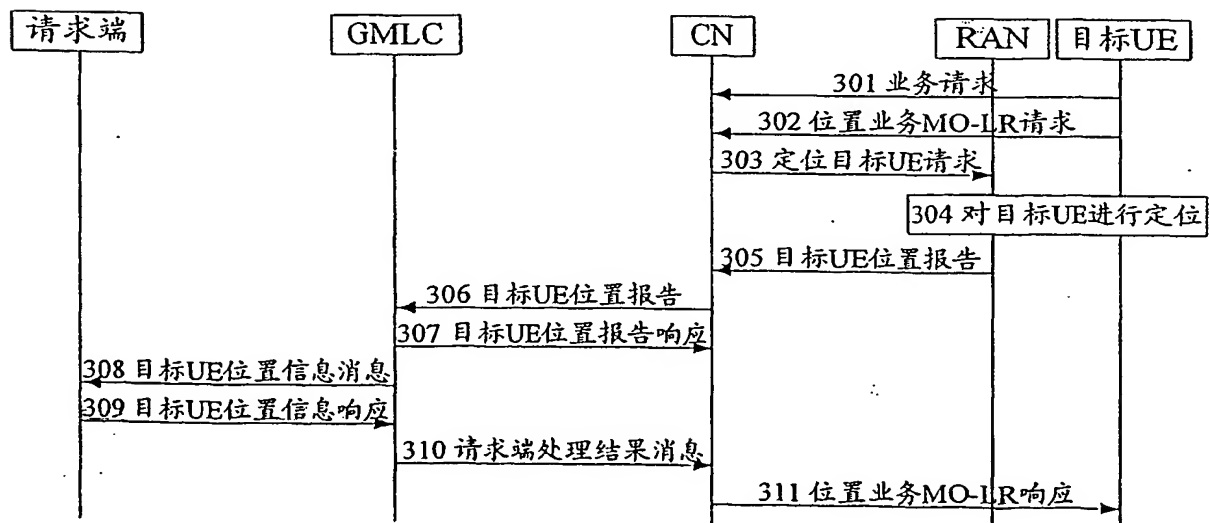 请求端 GMLC CN RAN 目标UE
301 业务请求
302 位置业务MO-LR请求
303 定位目标UE请求
304 对目标UE进行定位
305 目标UE位置报告
306 目标UE位置报告
307 目标UE位置报告响应
308 目标UE位置信息消息
309 目标UE位置信息响应
310 请求端处理结果消息
311 位置业务MO-LR响应